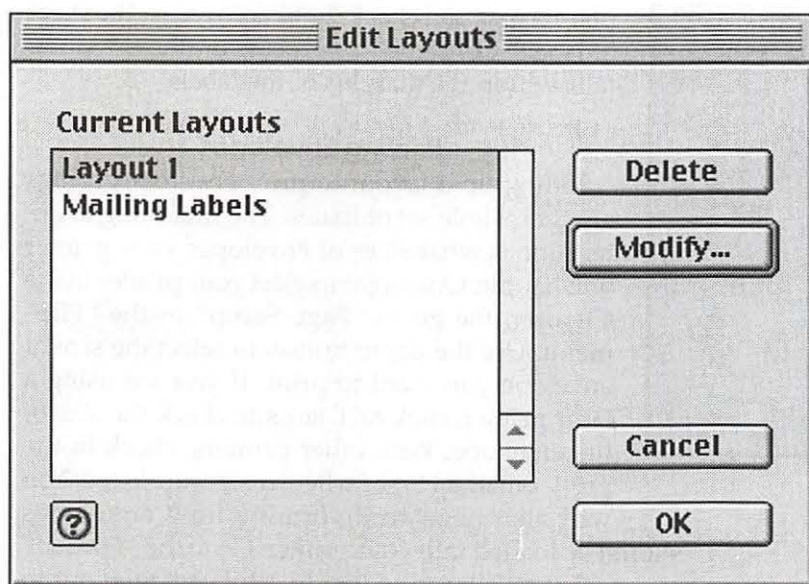 Edit Layouts
Current Layouts
Layout 1
Mailing Labels
Delete
Modify...
Cancel
OK
?